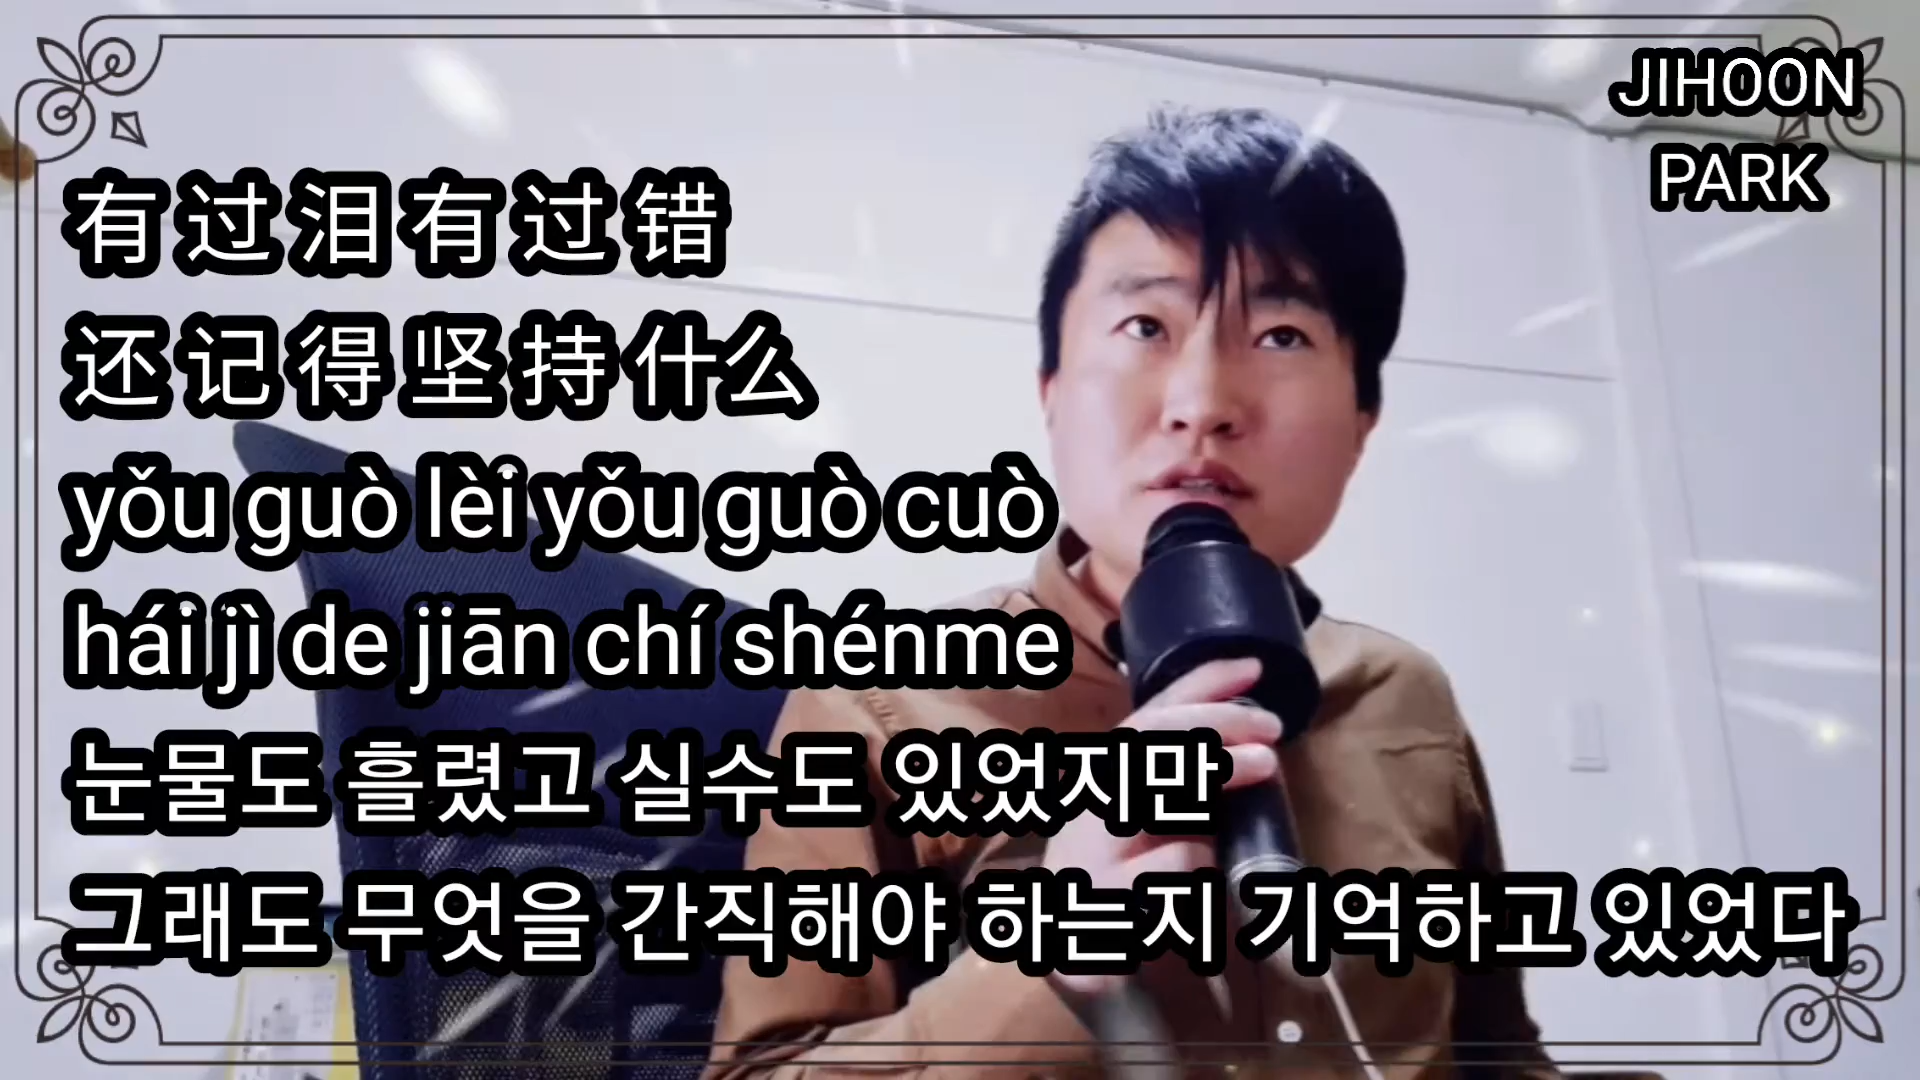 JIHOON
PARK
有过泪有过错
还记得坚持什么
yǒu guò lèi yǒu guò cuò
hái jì de jiān chí shénme
눈물도 흘렸고 실수도 있었지만
그래도 무엇을 간직해야 하는지 기억하고 있었다